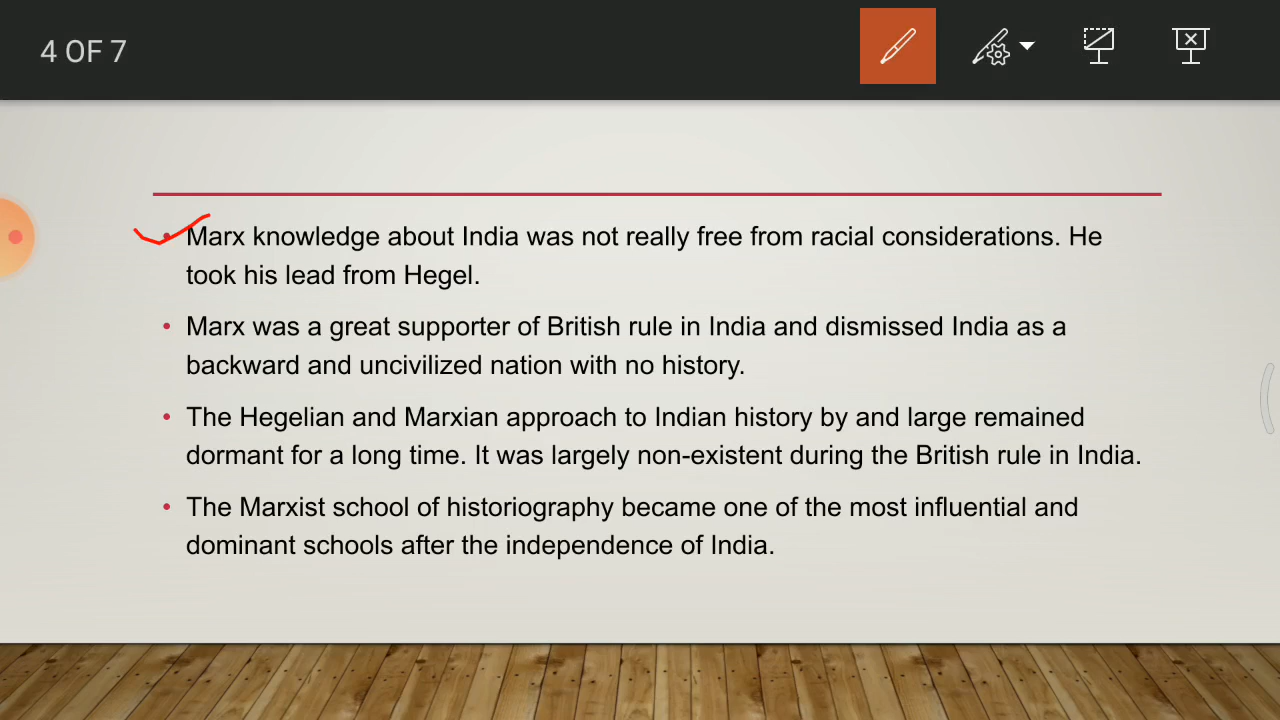 4 OF 7
• Marx knowledge about India was not really free from racial considerations. He
took his lead from Hegel.
• Marx was a great supporter of British rule in India and dismissed India as a
backward and uncivilized nation with no history.
• The Hegelian and Marxian approach to Indian history by and large remained
dormant for a long time. It was largely non-existent during the British rule in India.
• The Marxist school of historiography became one of the most influential and
dominant schools after the independence of India.